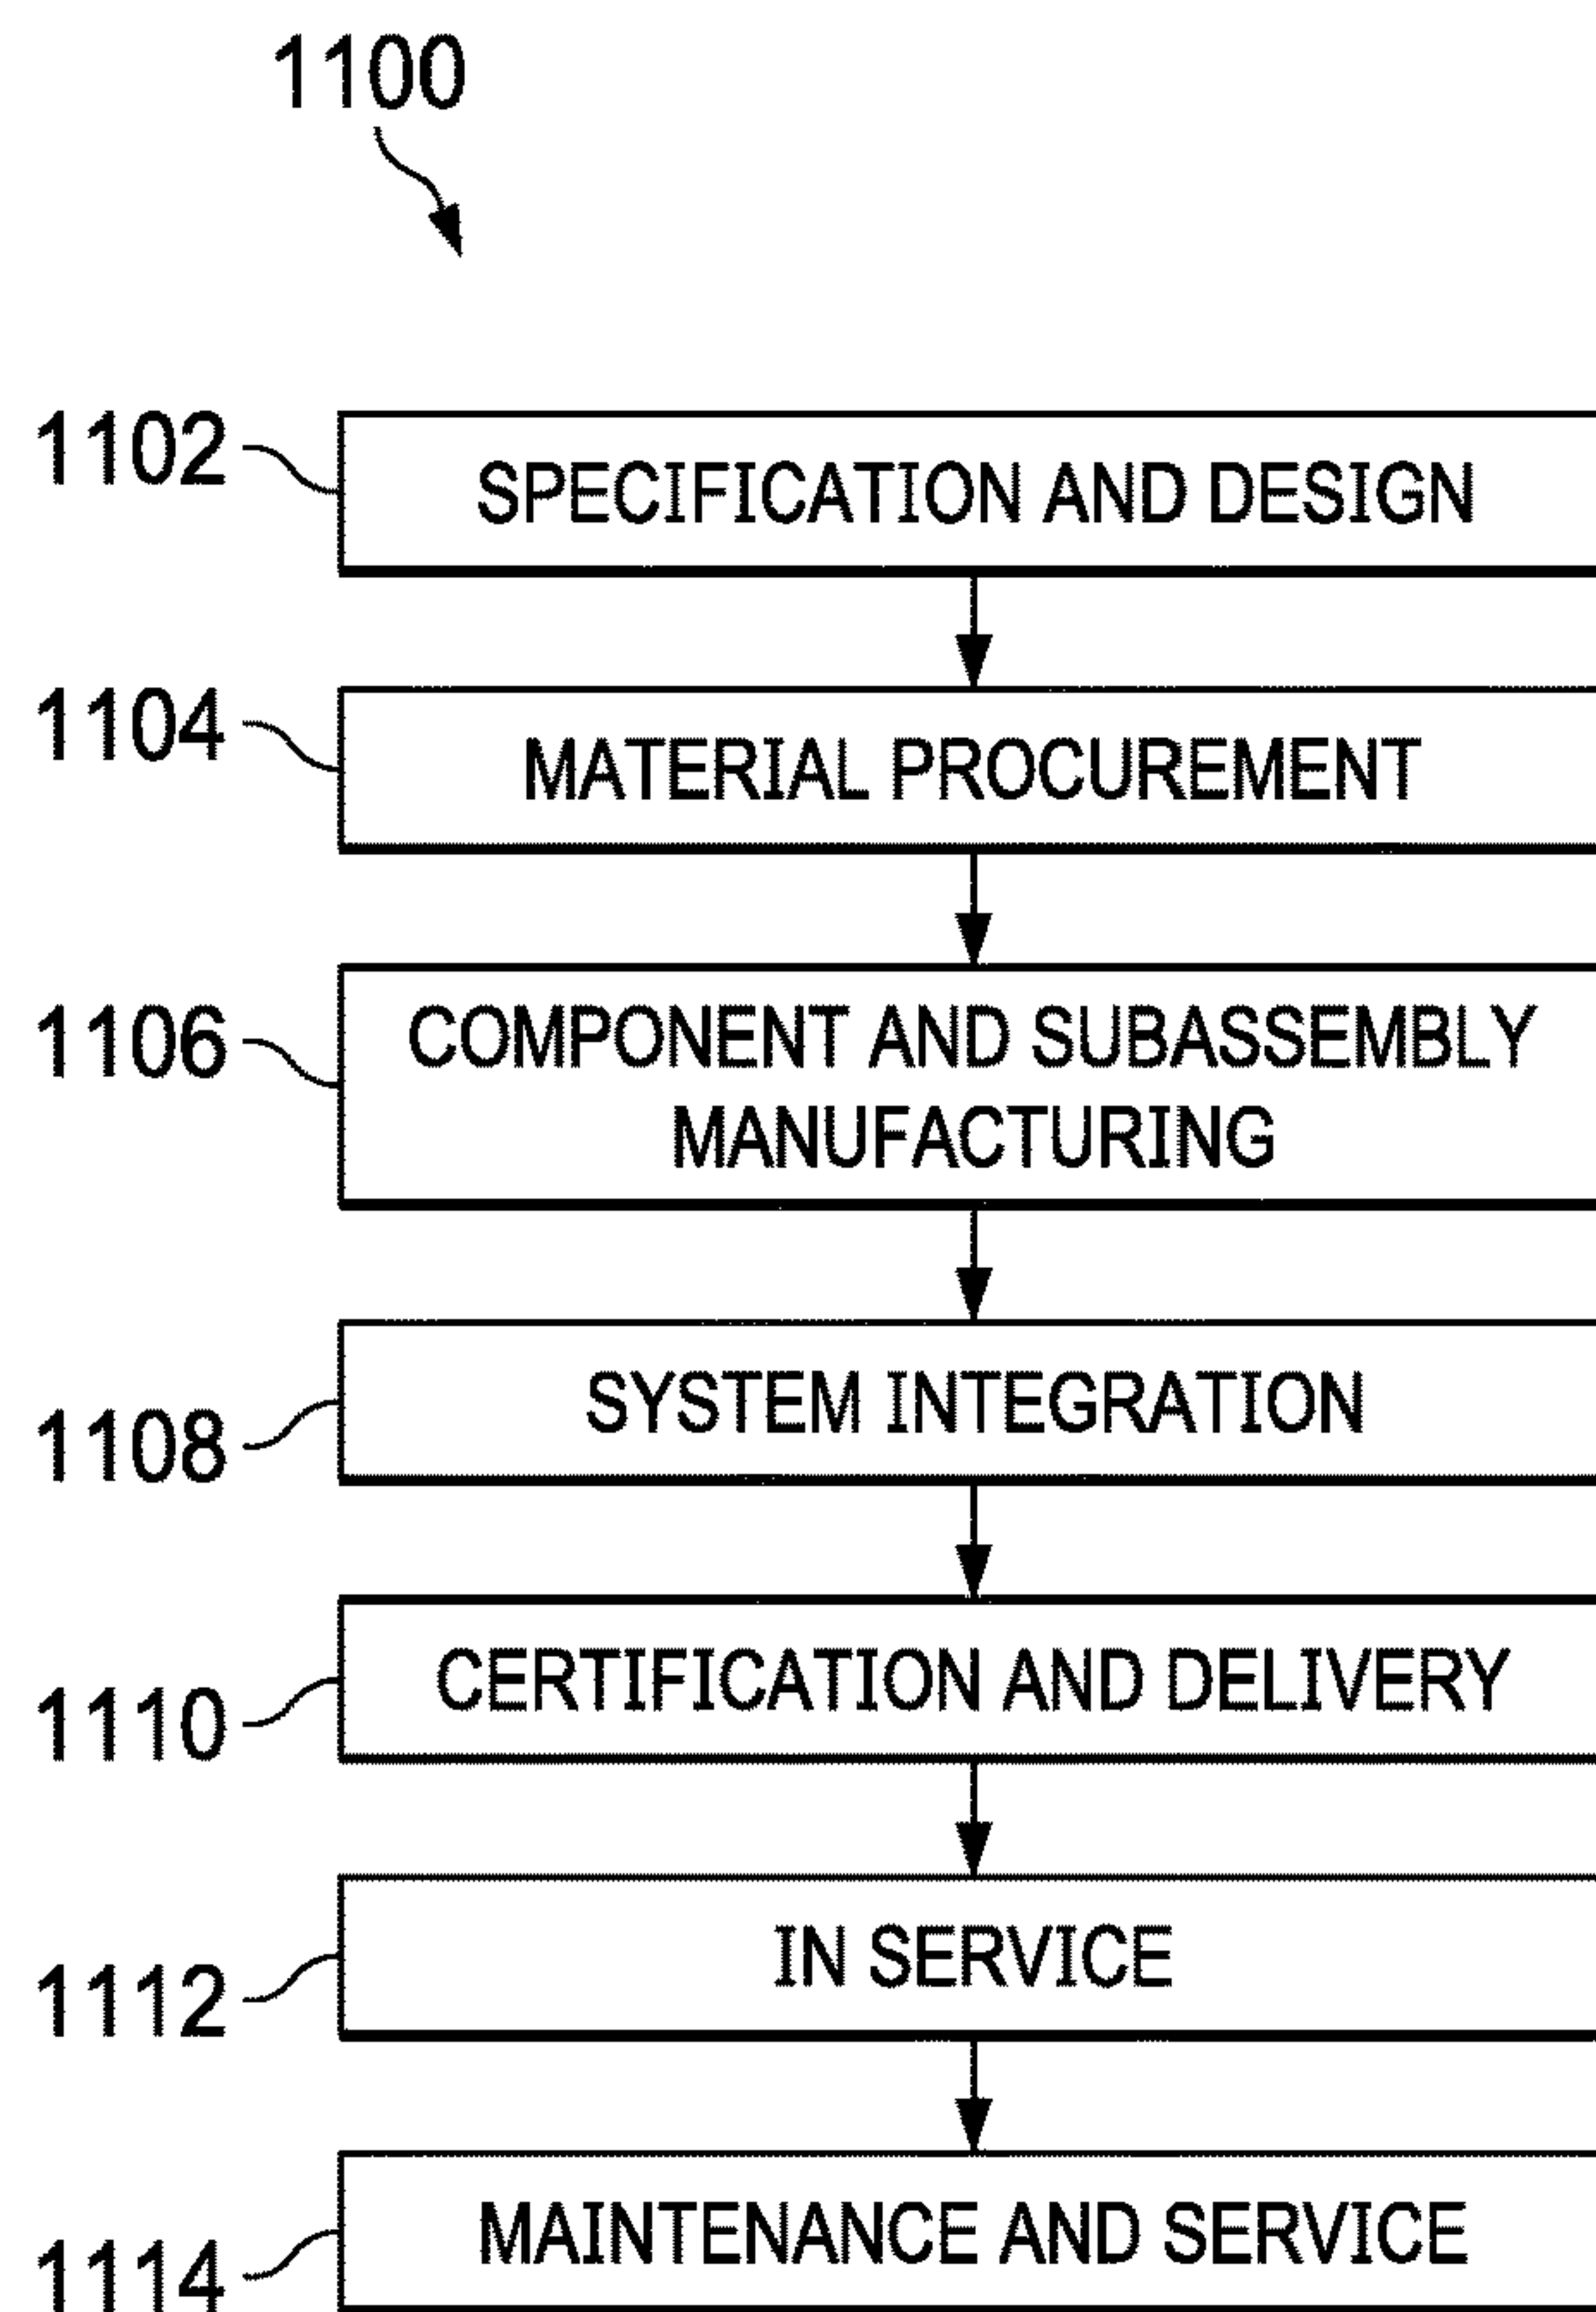 1100
1102
SPECIFICATION AND DESIGN
1104
MATERIAL PROCUREMENT
1106
COMPONENT AND SUBASSEMBLY
MANUFACTURING
SYSTEM INTEGRATION
1108
CERTIFICATION AND DELIVERY
1110
IN SERVICE
1112
MAINTENANCE AND SERVICE
1114